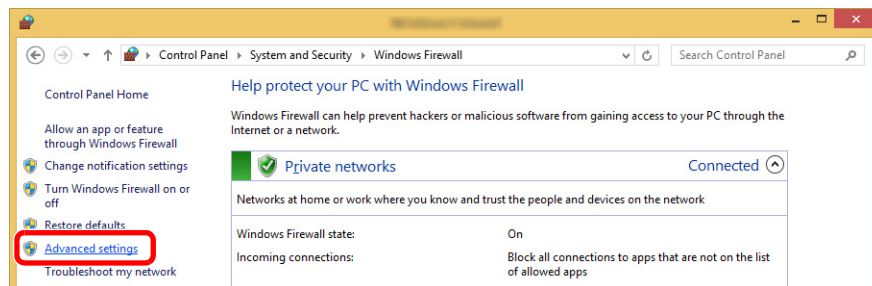 Control Panel ▸ System and Security ▸ Windows Firewall
Search Control Panel
Control Panel Home
Allow an app or feature
through Windows Firewall
Change notification settings
Turn Windows Firewall on or
off
Restore defaults
Advanced settings
Troubleshoot my network
Help protect your PC with Windows Firewall
Windows Firewall can help prevent hackers or malicious software from gaining access to your PC through the
Internet or a network.
Private networks
Connected
Networks at home or work where you know and trust the people and devices on the network
Windows Firewall state: On
Incoming connections: Block all connections to apps that are not on the list
of allowed apps